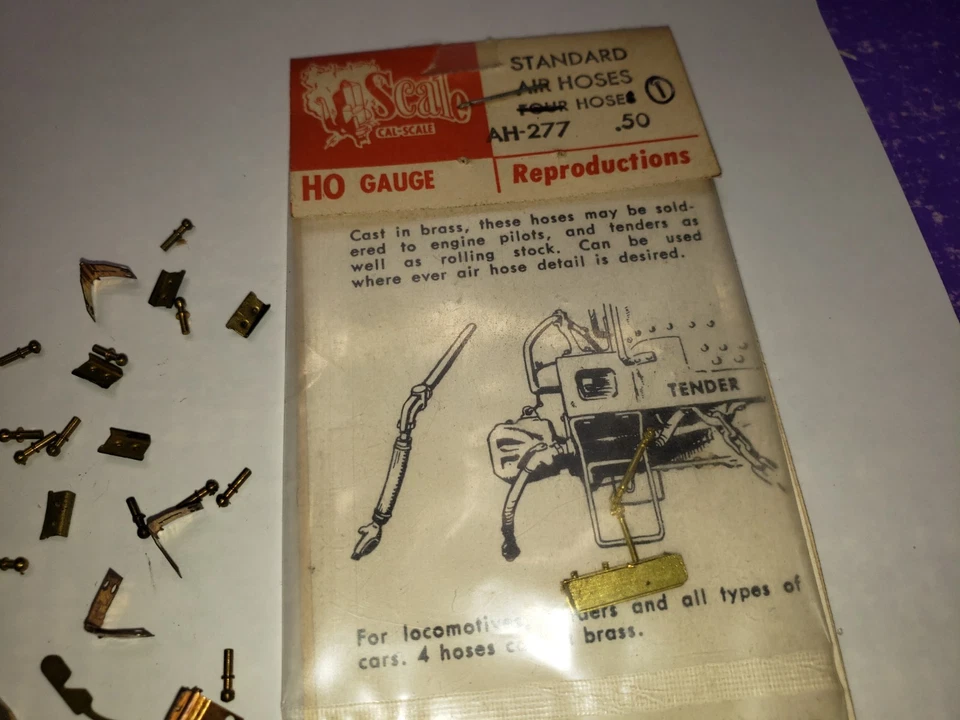 Scale
CAL-SCALE
STANDARD
AIR HOSES
FOUR HOSES 1
AH-277 .50
HO GAUGE
Reproductions
Cast in brass, these hoses may be sold-
ered to engine pilots, and tenders as
well as rolling stock. Can be used
where ever air hose detail is desired.
TENDER
For locomotives, and all types of
cars. 4 hoses brass.